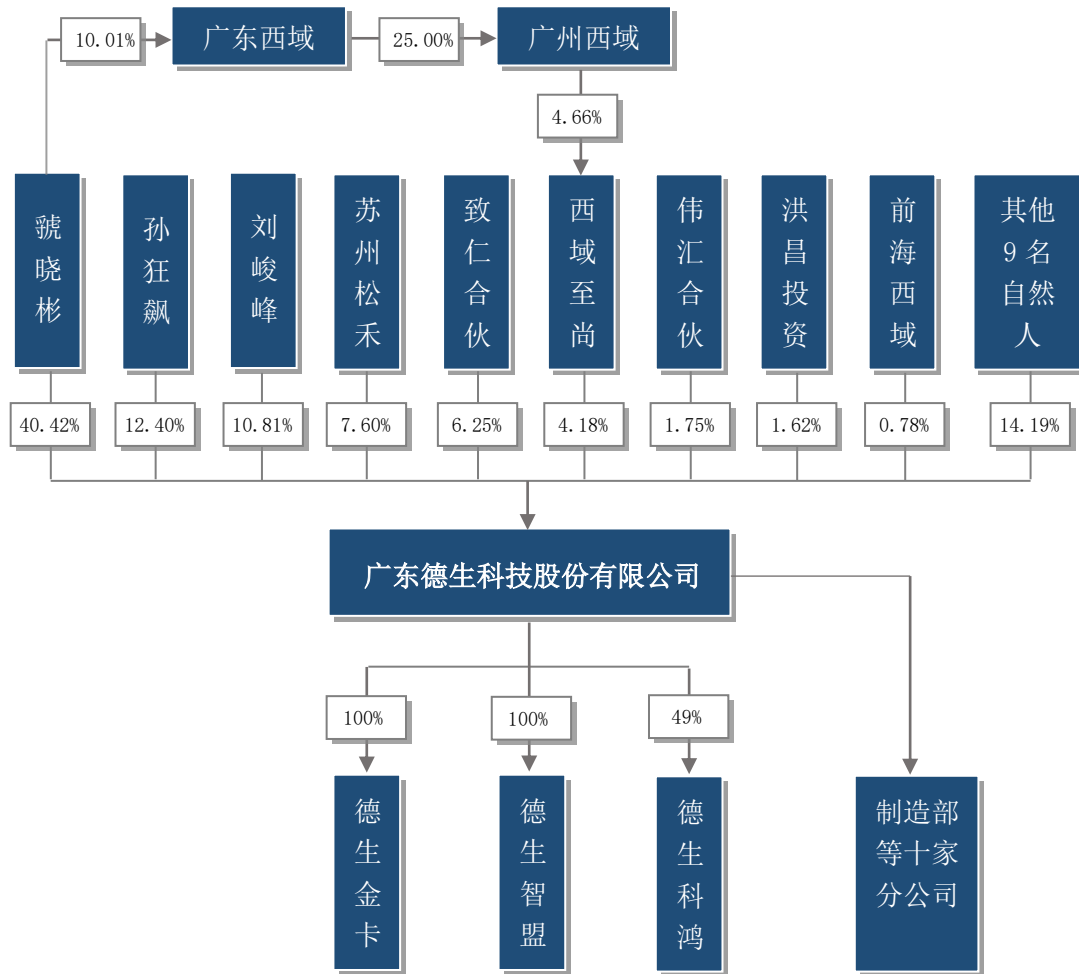 10.01%
广东西域
25.00%
广州西域
4.66%
虢晓彬
孙狂飙
刘峻峰
苏州松禾
致仁合伙
西域至尚
伟汇合伙
洪昌投资
前海西域
其他
9 名
自然
人
40.42%
12.40%
10.81%
7.60%
6.25%
4.18%
1.75%
1.62%
0.78%
14.19%
广东德生科技股份有限公司
100%
100%
49%
德生金卡
德生智盟
德生科鸿
制造部
等十家
分公司